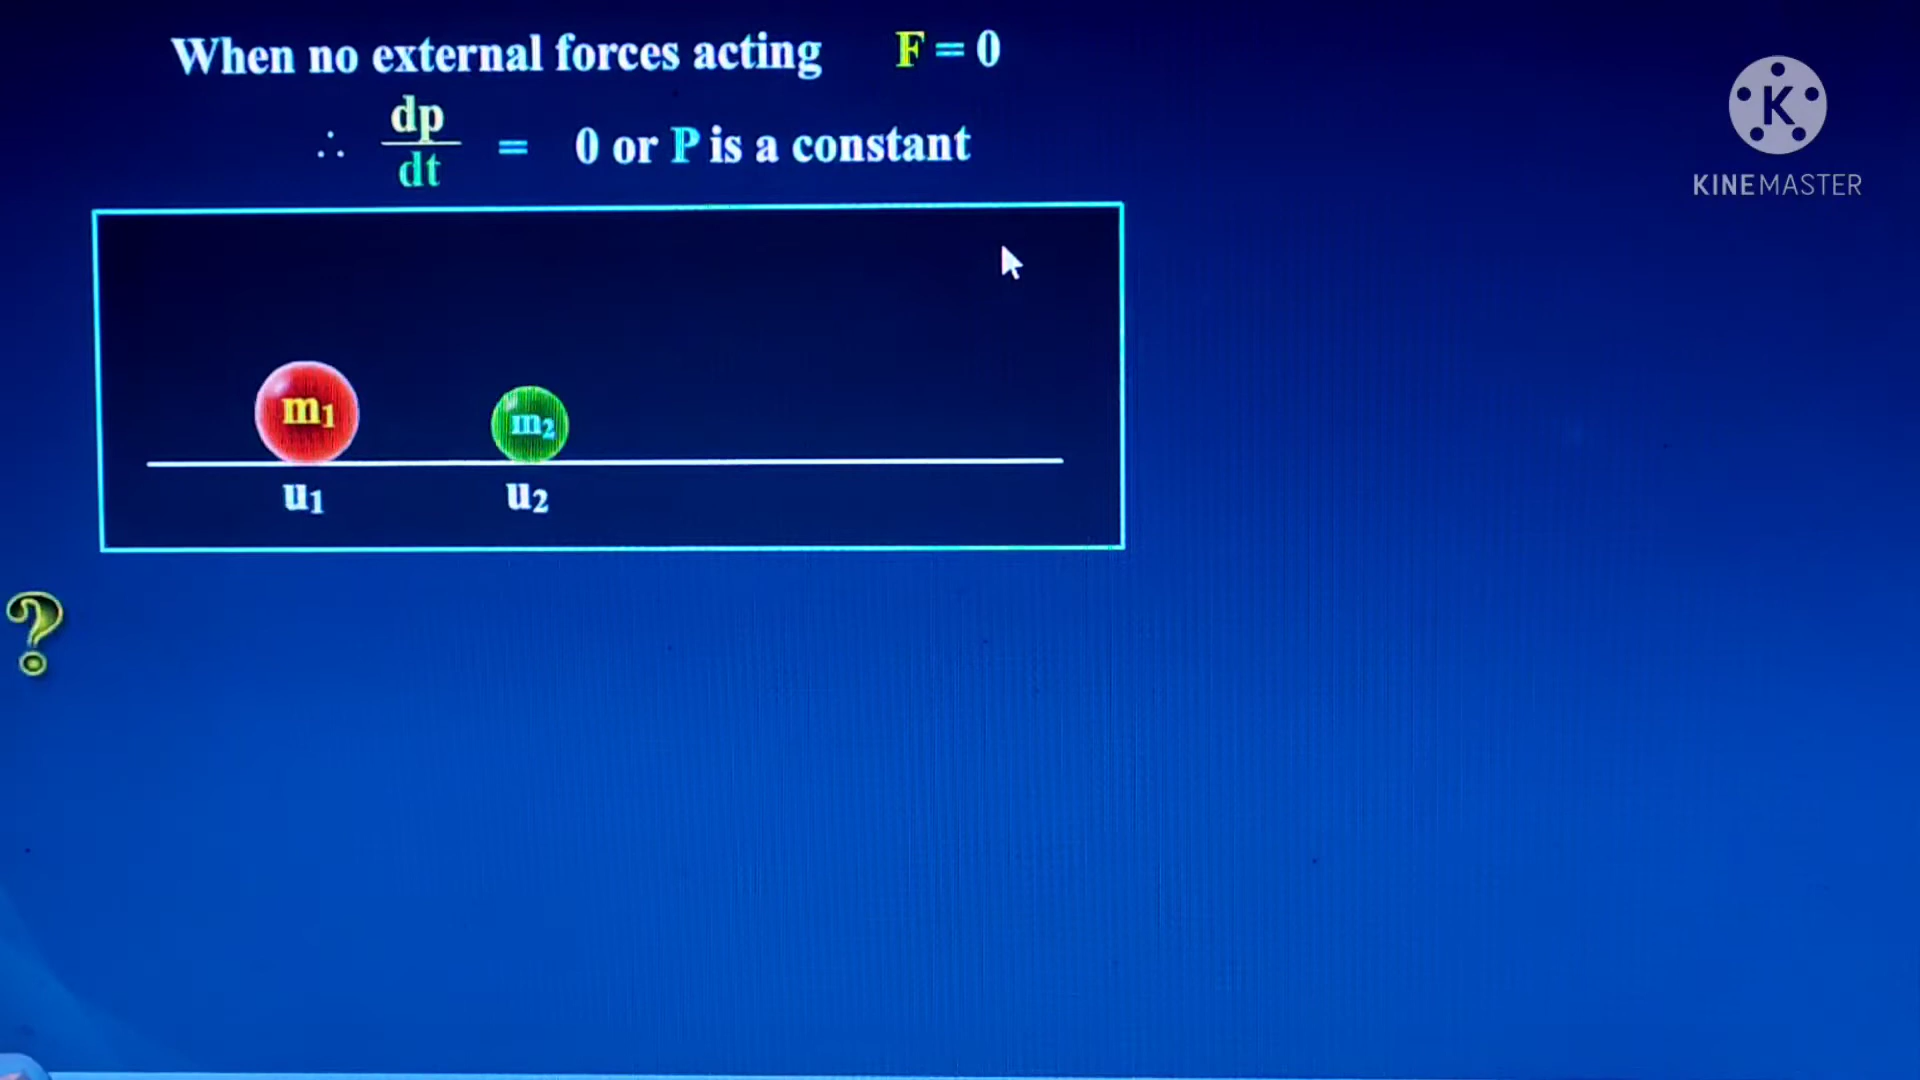 When no external forces acting F = 0
∴ dp/dt = 0 or P is a constant
m1 m2
u1 u2
?
K
KINEMASTER